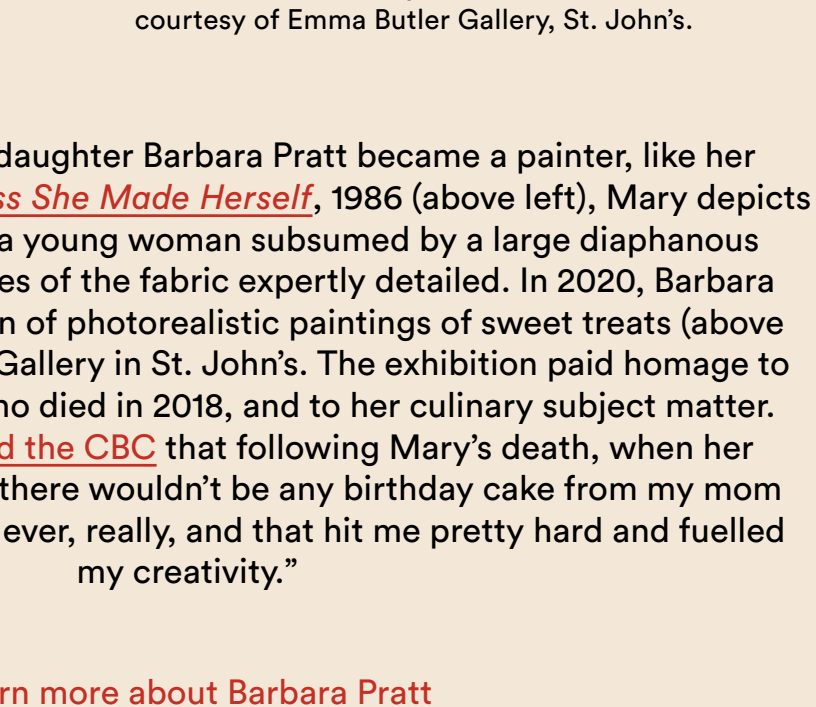 courtesy of Emma Butler Gallery, St. John’s.
daughter Barbara Pratt became a painter, like her
ss She Made Herself, 1986 (above left), Mary depicts
a young woman subsumed by a large diaphanous
es of the fabric expertly detailed. In 2020, Barbara
n of photorealistic paintings of sweet treats (above
Gallery in St. John’s. The exhibition paid homage to
ho died in 2018, and to her culinary subject matter.
d the CBC that following Mary’s death, when her
there wouldn’t be any birthday cake from my mom
ever, really, and that hit me pretty hard and fuelled
my creativity.”
rn more about Barbara Pratt